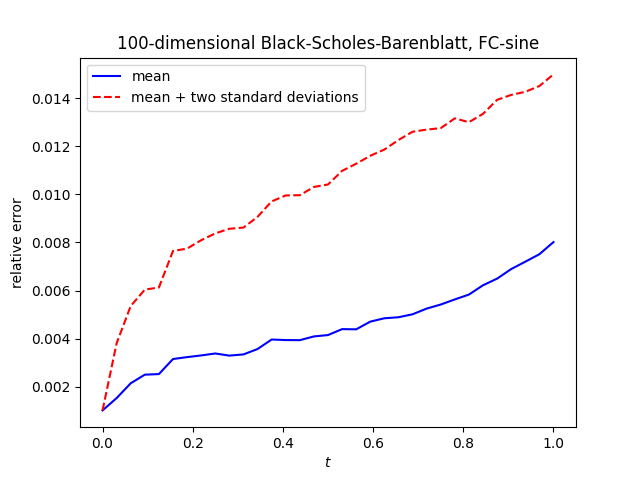 100-dimensional Black-Scholes-Barenblatt, FC-sine
mean
mean + two standard deviations
relative error
0.014
0.012
0.010
0.008
0.006
0.004
0.002
0.0 0.2 0.4 0.6 0.8 1.0
t